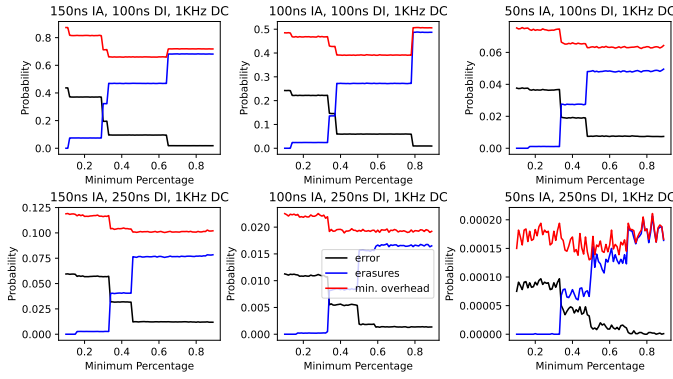 150ns IA, 100ns DI, 1KHz DC
100ns IA, 100ns DI, 1KHz DC
50ns IA, 100ns DI, 1KHz DC
Probability
0.8
0.6
0.4
0.2
0.0
0.2 0.4 0.6 0.8
Minimum Percentage
Probability
0.5
0.4
0.3
0.2
0.1
0.0
0.2 0.4 0.6 0.8
Minimum Percentage
Probability
0.06
0.04
0.02
0.00
0.2 0.4 0.6 0.8
Minimum Percentage
150ns IA, 250ns DI, 1KHz DC
100ns IA, 250ns DI, 1KHz DC
50ns IA, 250ns DI, 1KHz DC
Probability
0.125
0.100
0.075
0.050
0.025
0.000
0.2 0.4 0.6 0.8
Minimum Percentage
Probability
0.020
0.015
0.010
0.005
0.000
error
erasures
min. overhead
0.2 0.4 0.6 0.8
Minimum Percentage
Probability
0.00020
0.00015
0.00010
0.00005
0.00000
0.2 0.4 0.6 0.8
Minimum Percentage